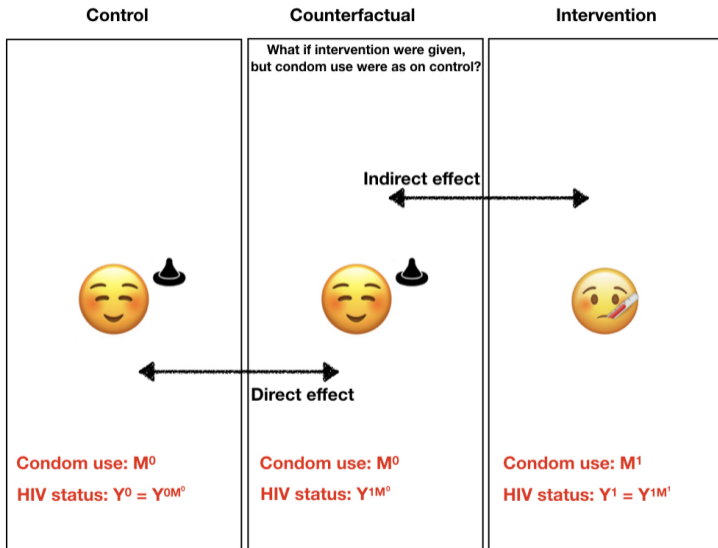 Control
Counterfactual
Intervention
What if intervention were given,
but condom use were as on control?
Indirect effect
Direct effect
Condom use: M⁰
HIV status: Y⁰ = Y⁰ᴹ⁰
Condom use: M⁰
HIV status: Y¹ᴹ⁰
Condom use: M¹
HIV status: Y¹ = Y¹ᴹ¹